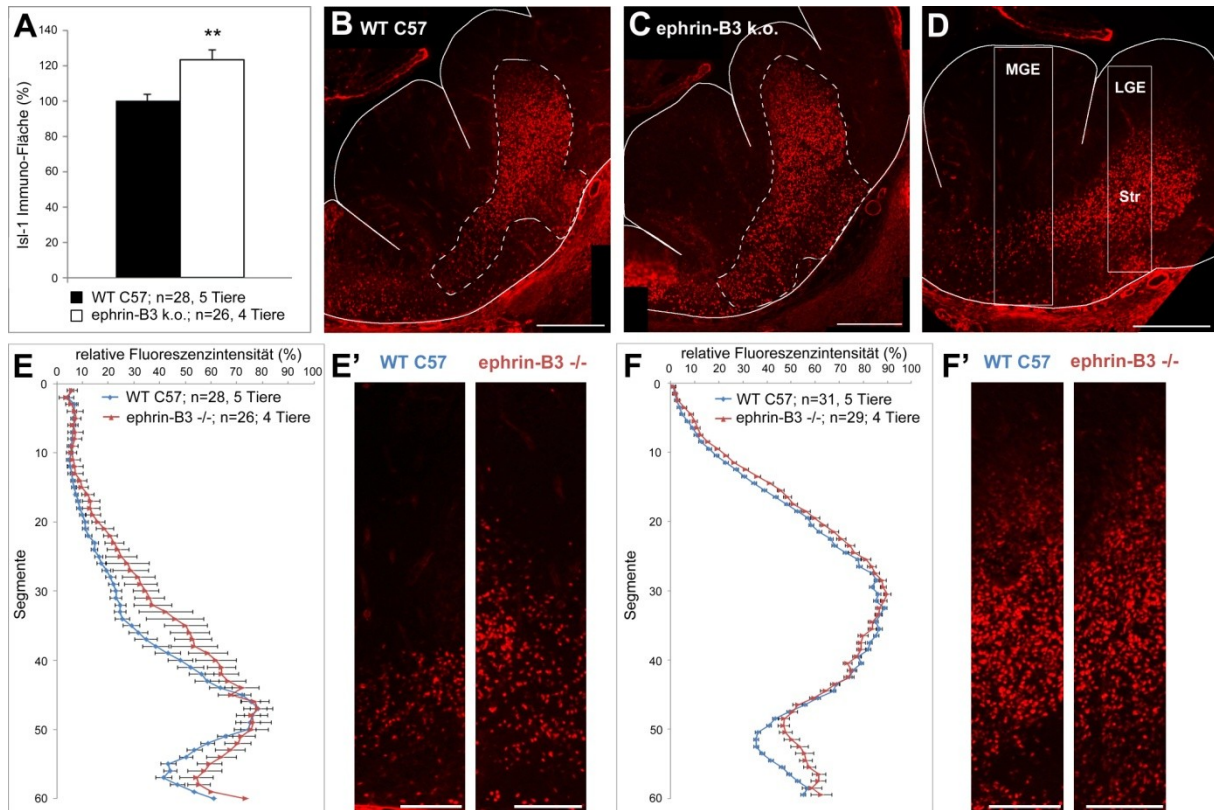 A
Isl-1 Immuno-Fläche (%)
140
120
100
80
60
40
20
0
**
WT C57; n=28, 5 Tiere
ephrin-B3 k.o.; n=26, 4 Tiere
B WT C57
C ephrin-B3 k.o.
D
MGE
LGE
Str
E
relative Fluoreszenzintensität (%)
0 10 20 30 40 50 60 70 80 90 100
WT C57; n=28, 5 Tiere
ephrin-B3 -/-; n=26; 4 Tiere
Segmente
0
10
20
30
40
50
60
E’ WT C57 ephrin-B3 -/-
F
relative Fluoreszenzintensität (%)
0 10 20 30 40 50 60 70 80 90 100
WT C57; n=31, 5 Tiere
ephrin-B3 -/-; n=29; 4 Tiere
Segmente
0
10
20
30
40
50
60
F’ WT C57 ephrin-B3 -/-